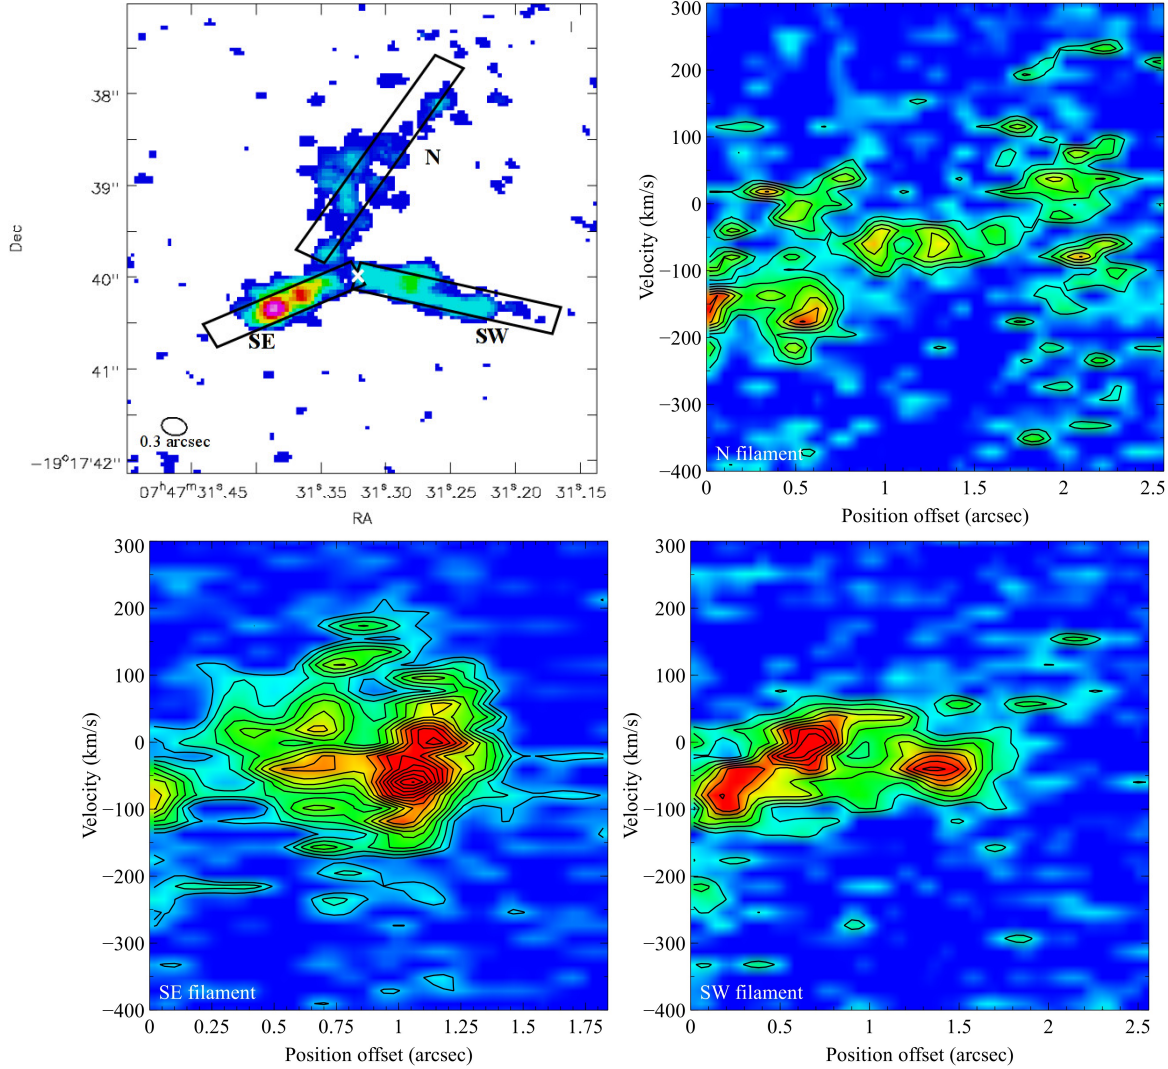 38''
39''
40''
41''
−19°17'42''
Dec
N
SE
SW
0.3 arcsec
07ʰ47ᵐ31ˢ.45
31ˢ.35
31ˢ.30
31ˢ.25
31ˢ.20
31ˢ.15
RA
300
200
100
0
−100
−200
−300
−400
Velocity (km/s)
N filament
0
0.5
1
1.5
2
2.5
Position offset (arcsec)
300
200
100
0
−100
−200
−300
−400
Velocity (km/s)
SE filament
0
0.25
0.5
0.75
1
1.25
1.5
1.75
Position offset (arcsec)
300
200
100
0
−100
−200
−300
−400
Velocity (km/s)
SW filament
0
0.5
1
1.5
2
2.5
Position offset (arcsec)